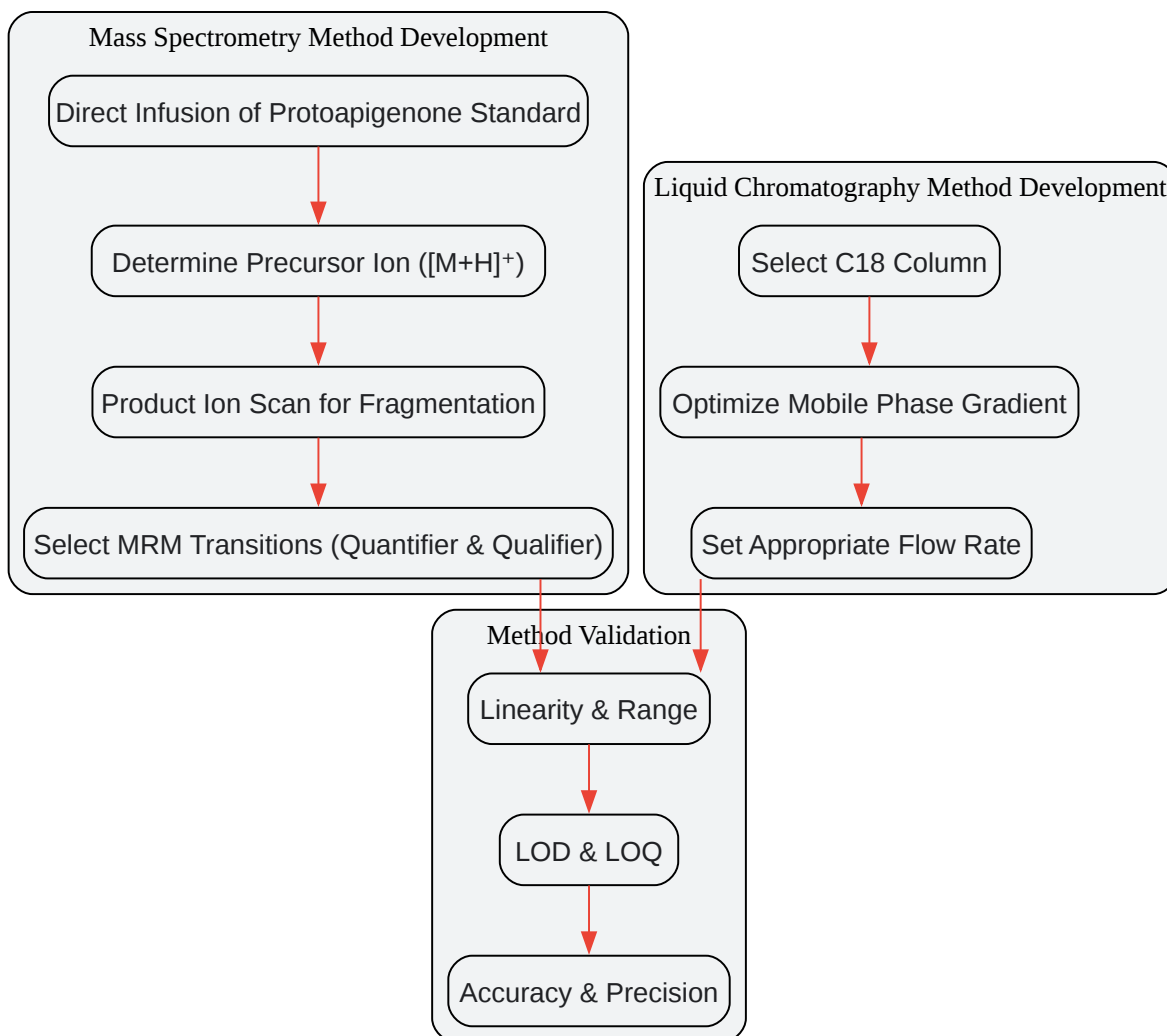 Mass Spectrometry Method Development
Direct Infusion of Protoapigenone Standard
Determine Precursor Ion ([M+H]⁺)
Product Ion Scan for Fragmentation
Select MRM Transitions (Quantifier & Qualifier)
Liquid Chromatography Method Development
Select C18 Column
Optimize Mobile Phase Gradient
Set Appropriate Flow Rate
Method Validation
Linearity & Range
LOD & LOQ
Accuracy & Precision